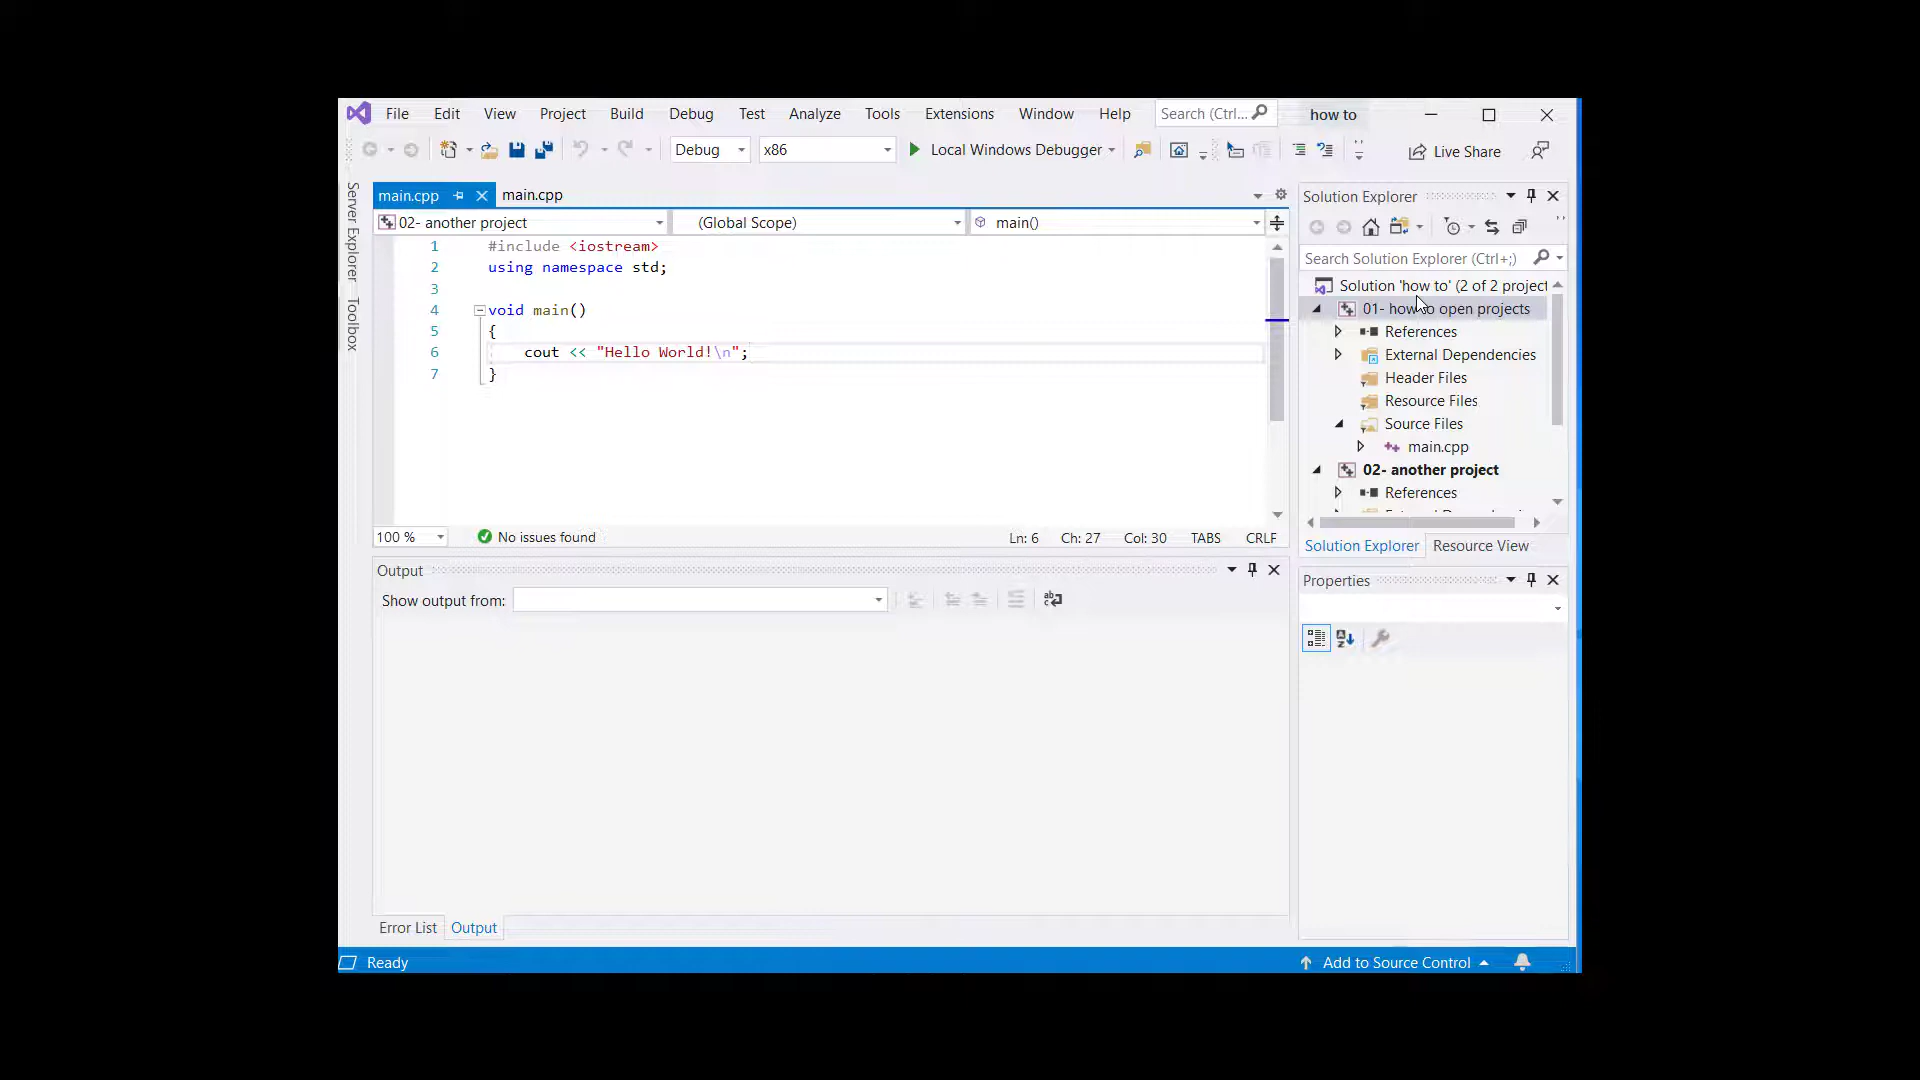 File Edit View Project Build Debug Test Analyze Tools Extensions Window Help Search (Ctrl... how to
Debug x86 Local Windows Debugger Live Share
Server Explorer
Toolbox
main.cpp main.cpp
02- another project (Global Scope) main()
1 #include <iostream>
2 using namespace std;
3
4 void main()
5 {
6 cout << "Hello World!\n";
7 }
100 % No issues found Ln: 6 Ch: 27 Col: 30 TABS CRLF
Output
Show output from:
Error List Output
Solution Explorer
Search Solution Explorer (Ctrl+;)
Solution 'how to' (2 of 2 project
01- how to open projects
References
External Dependencies
Header Files
Resource Files
Source Files
main.cpp
02- another project
References
Solution Explorer Resource View
Properties
Ready Add to Source Control